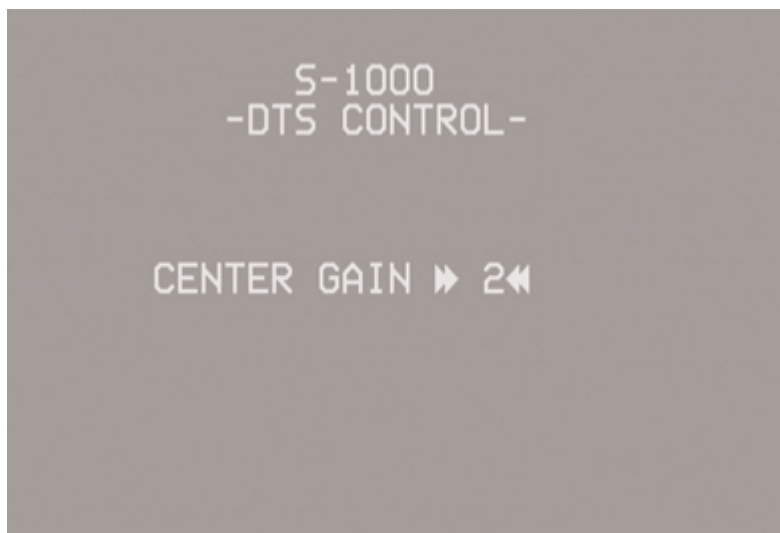 S-1000
-DTS CONTROL-
CENTER GAIN ⏩ 2⏪